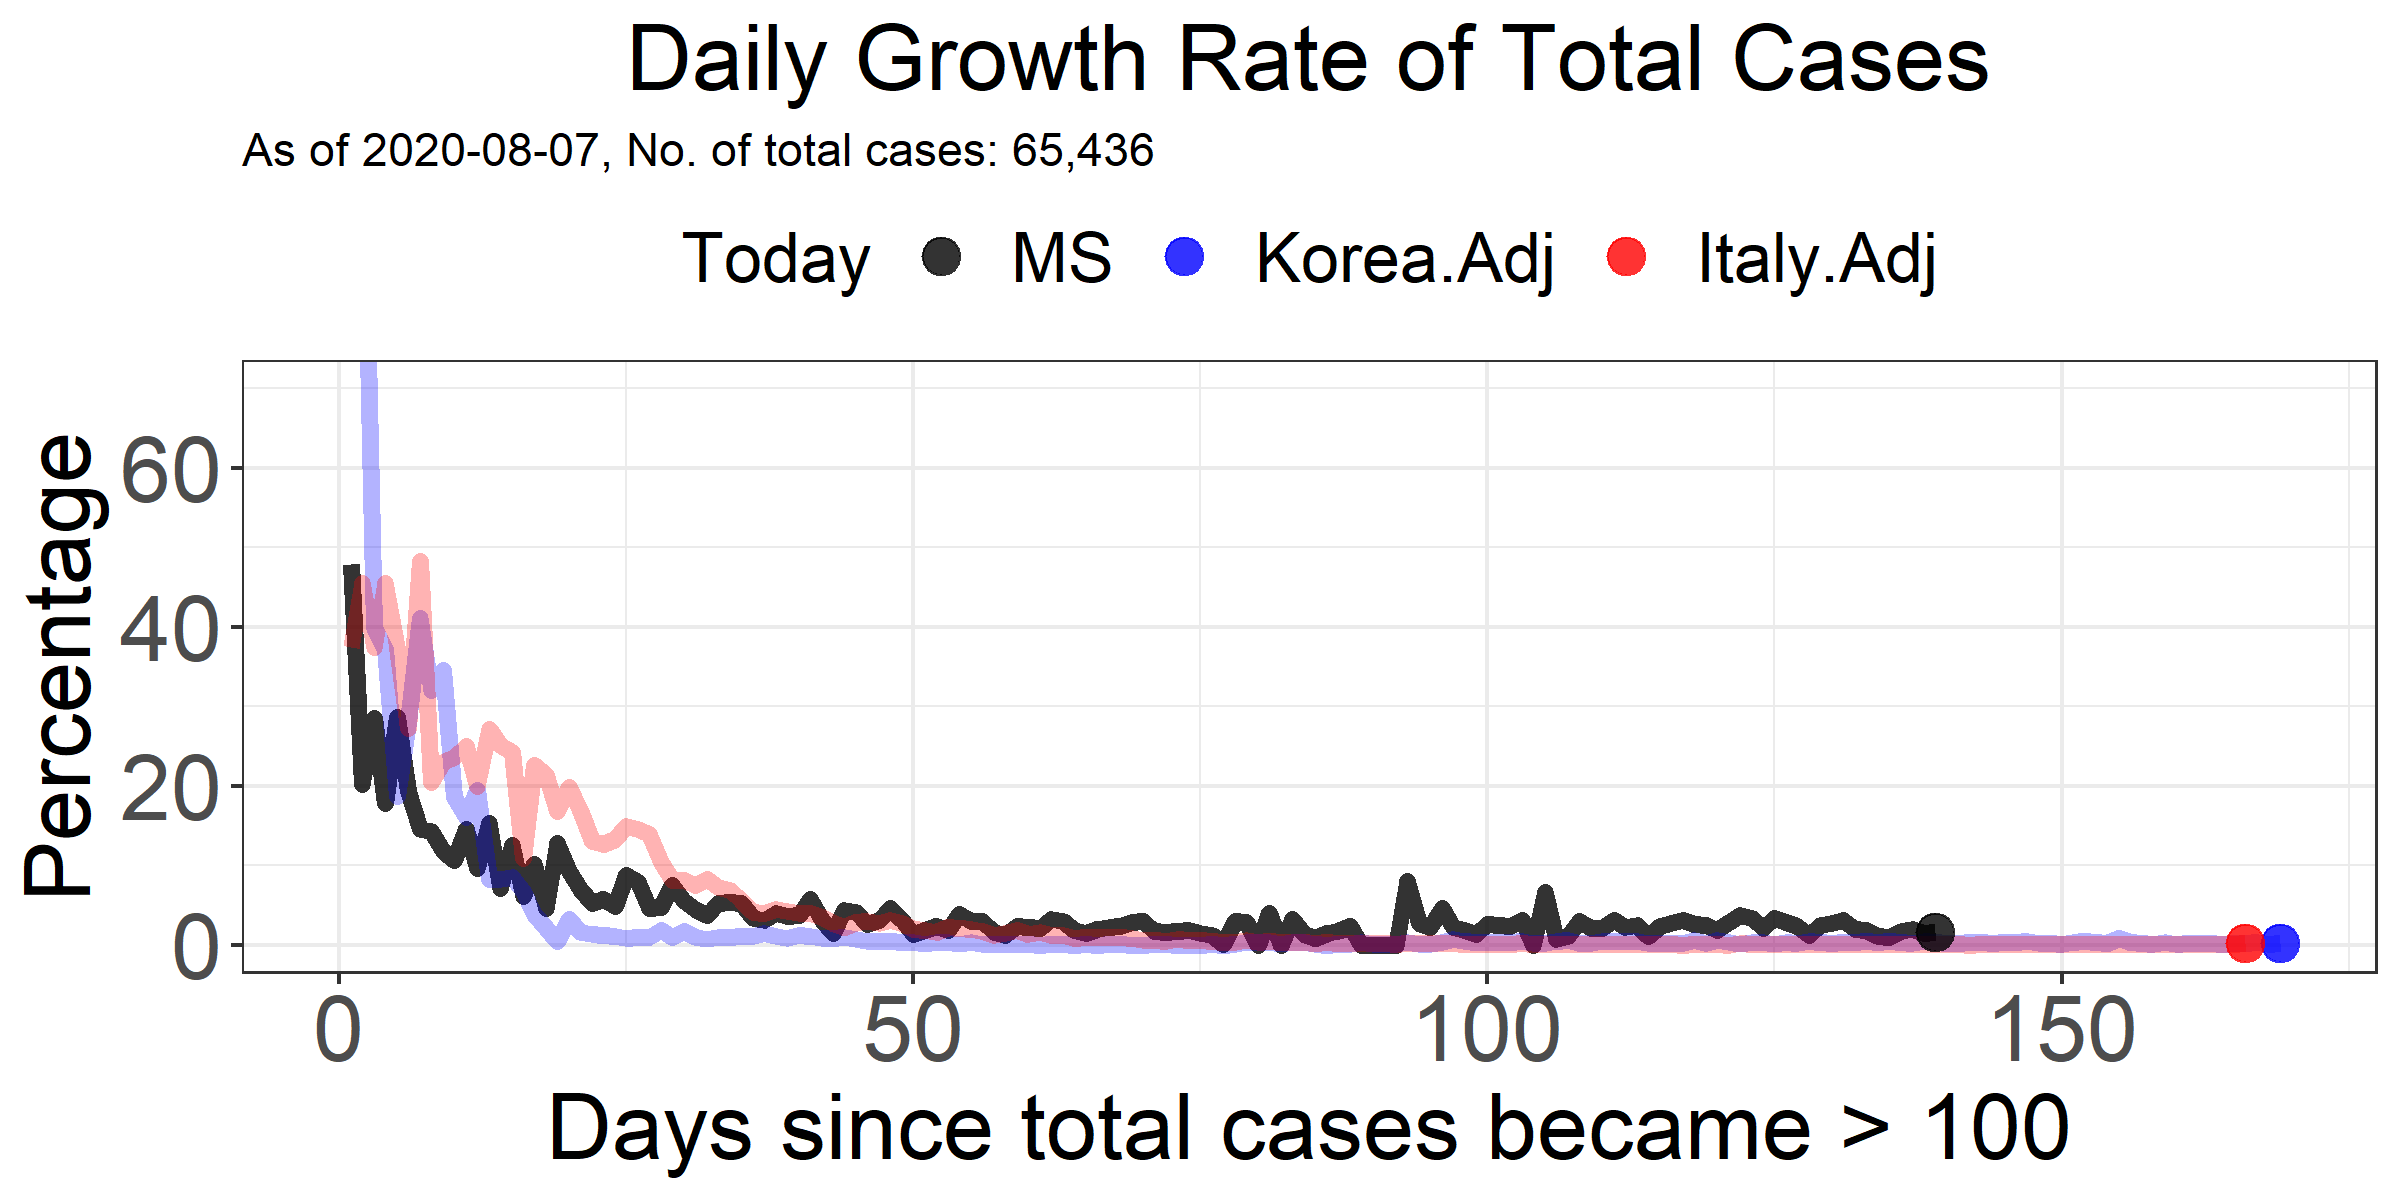 Daily Growth Rate of Total Cases
As of 2020-08-07, No. of total cases: 65,436
Today MS Korea.Adj Italy.Adj
Percentage
60
40
20
0
0 50 100 150
Days since total cases became > 100